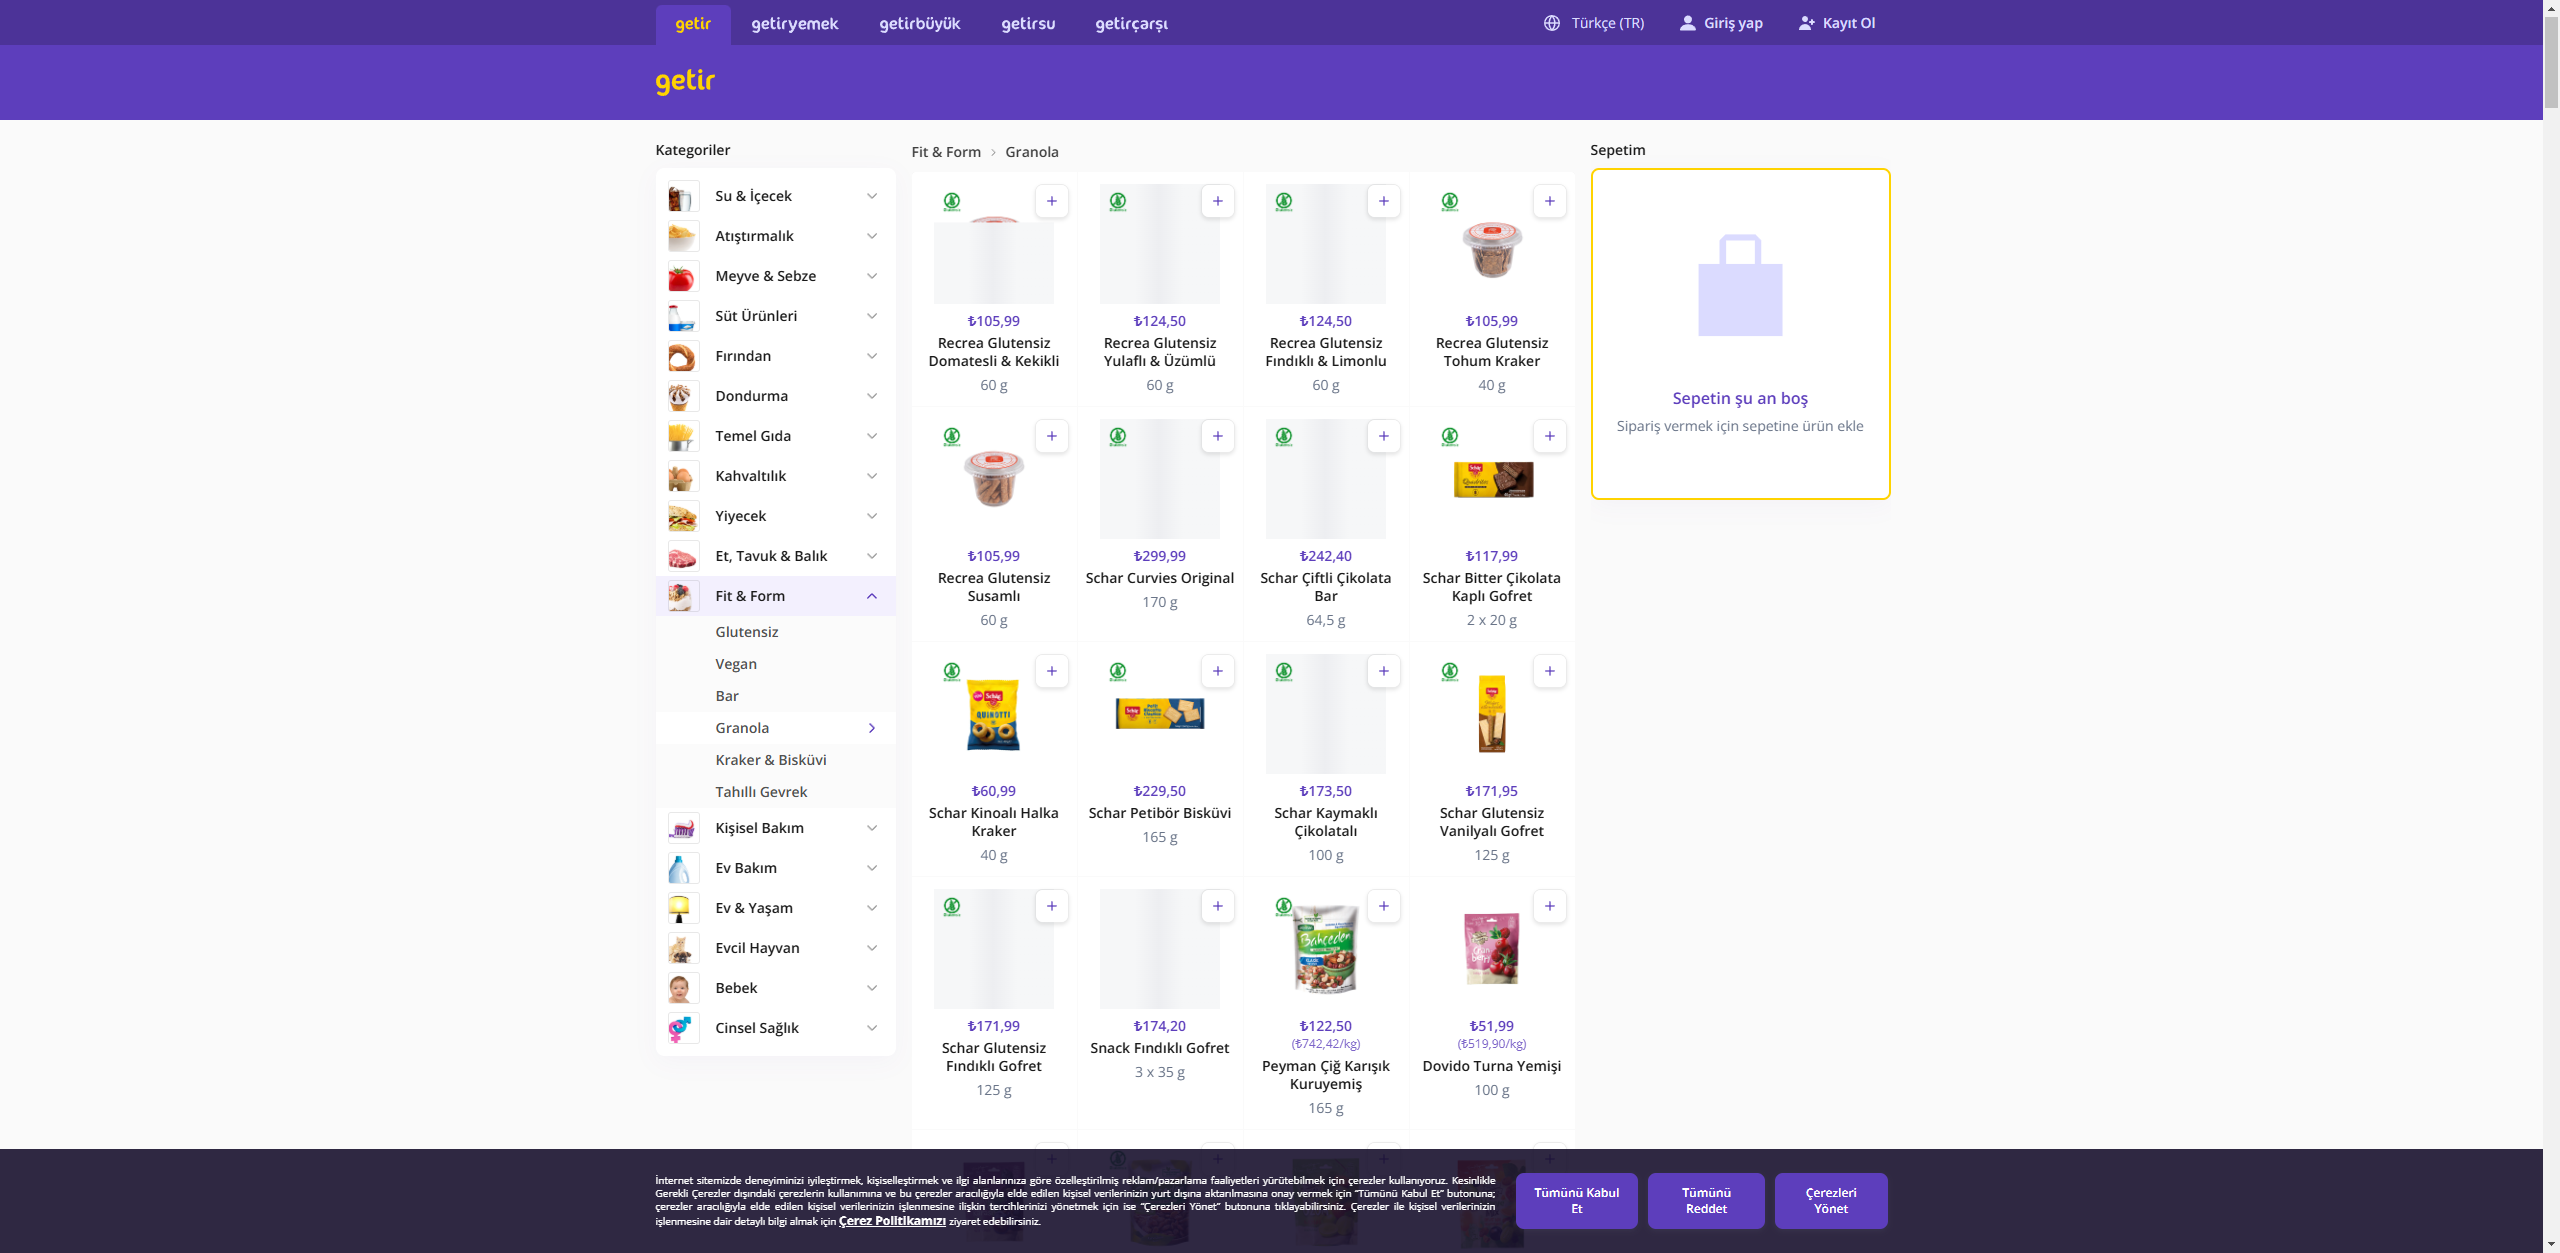 getir
getiryemek
getirbüyük
getirsu
getirçarşı
Türkçe (TR)
Giriş yap
Kayıt Ol
getir
Kategoriler
Su & İçecek
Atıştırmalık
Meyve & Sebze
Süt Ürünleri
Fırından
Dondurma
Temel Gıda
Kahvaltılık
Yiyecek
Et, Tavuk & Balık
Fit & Form
Glutensiz
Vegan
Bar
Granola
Kraker & Bisküvi
Tahıllı Gevrek
Kişisel Bakım
Ev Bakım
Ev & Yaşam
Evcil Hayvan
Bebek
Cinsel Sağlık
Fit & Form > Granola
₺105,99
Recrea Glutensiz
Domatesli & Kekikli
60 g
₺124,50
Recrea Glutensiz
Yulaflı & Üzümlü
60 g
₺124,50
Recrea Glutensiz
Fındıklı & Limonlu
60 g
₺105,99
Recrea Glutensiz
Tohum Kraker
40 g
₺105,99
Recrea Glutensiz
Susamlı
60 g
₺299,99
Schar Curvies Original
170 g
₺242,40
Schar Çiftli Çikolata
Bar
64,5 g
₺117,99
Schar Bitter Çikolata
Kaplı Gofret
2 x 20 g
Schär
QUINOTTI
₺60,99
Schar Kinoalı Halka
Kraker
40 g
₺229,50
Schar Petibör Bisküvi
165 g
₺173,50
Schar Kaymaklı
Çikolatalı
100 g
₺171,95
Schar Glutensiz
Vanilyalı Gofret
125 g
₺171,99
Schar Glutensiz
Fındıklı Gofret
125 g
₺174,20
Snack Fındıklı Gofret
3 x 35 g
Bahçeden
₺122,50
(₺742,42/kg)
Peyman Çiğ Karışık
Kuruyemiş
165 g
₺51,99
(₺519,90/kg)
Dovido Turna Yemişi
100 g
Sepetim
Sepetin şu an boş
Sipariş vermek için sepetine ürün ekle
İnternet sitemizde deneyiminizi iyileştirmek, kişiselleştirmek ve ilgi alanlarınıza göre özelleştirilmiş reklam/pazarlama faaliyetleri yürütebilmek için çerezler kullanıyoruz. Kesinlikle
Gerekli Çerezler dışındaki çerezlerin kullanımına ve bu çerezler aracılığıyla elde edilen kişisel verilerinizin yurt dışına aktarılmasına onay vermek için “Tümünü Kabul Et” butonuna;
çerezler aracılığıyla elde edilen kişisel verilerinizin işlenmesine ilişkin tercihlerinizi yönetmek için ise “Çerezleri Yönet” butonuna tıklayabilirsiniz. Çerezler ile kişisel verilerinizin
işlenmesine dair detaylı bilgi almak için Çerez Politikamızı ziyaret edebilirsiniz.
Tümünü Kabul
Et
Tümünü
Reddet
Çerezleri
Yönet